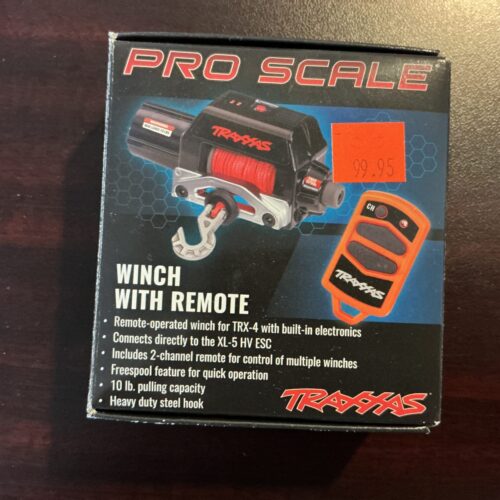 PRO SCALE
TRAXXAS
99.95
CH
TRAXXAS
WINCH
WITH REMOTE
• Remote-operated winch for TRX-4 with built-in electronics
• Connects directly to the XL-5 HV ESC
• Includes 2-channel remote for control of multiple winches
• Freespool feature for quick operation
• 10 lb. pulling capacity
• Heavy duty steel hook
TRAXXAS